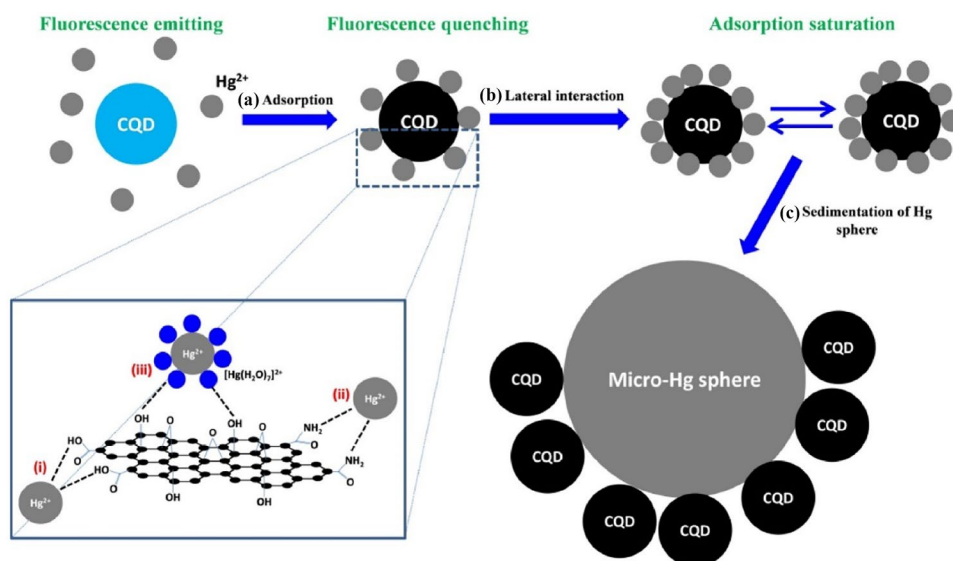 Fluorescence emitting
Fluorescence quenching
Adsorption saturation
Hg²⁺
CQD
(a) Adsorption
CQD
(b) Lateral interaction
CQD
CQD
(c) Sedimentation of Hg
sphere
Hg²⁺
(iii)
[Hg(H₂O)₇]²⁺
(ii)
Hg²⁺
OH
OH
NH₂
HO
O
O
O
O
O
O
(i)
HO
NH₂
O
O
OH
OH
Hg²⁺
Micro-Hg sphere
CQD
CQD
CQD
CQD
CQD
CQD
CQD